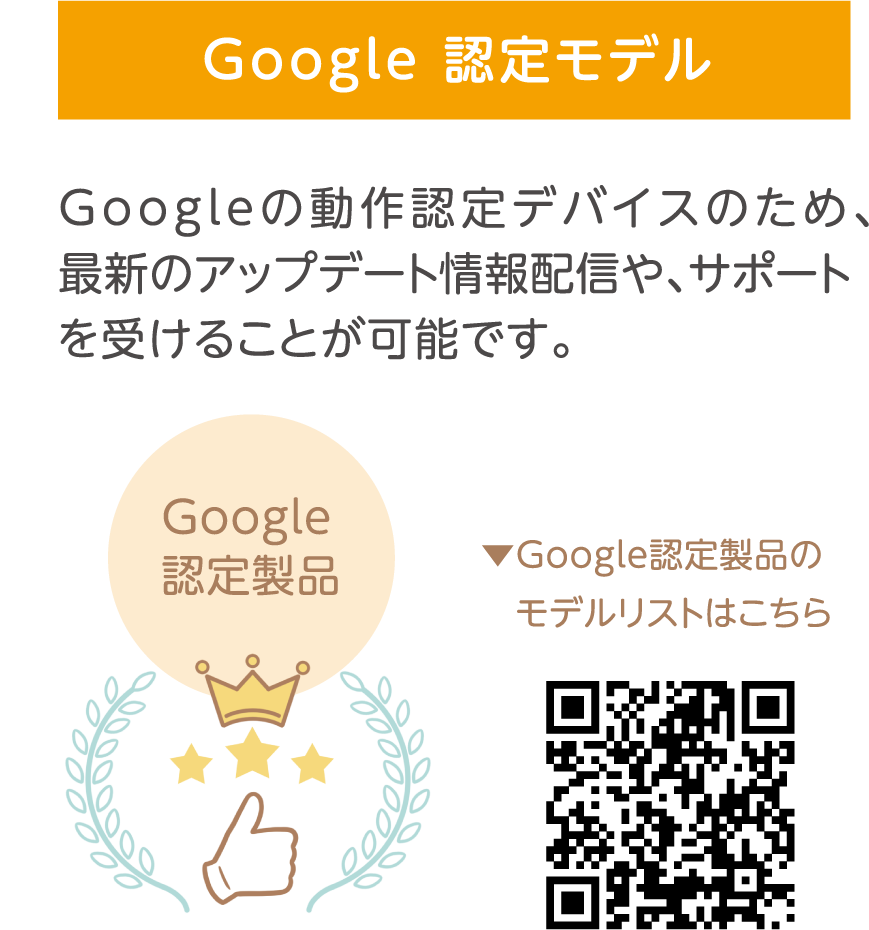 Google 認定モデル
Googleの動作認定デバイスのため、
最新のアップデート情報配信や、サポート
を受けることが可能です。
Google
認定製品
▼Google認定製品の
モデルリストはこちら